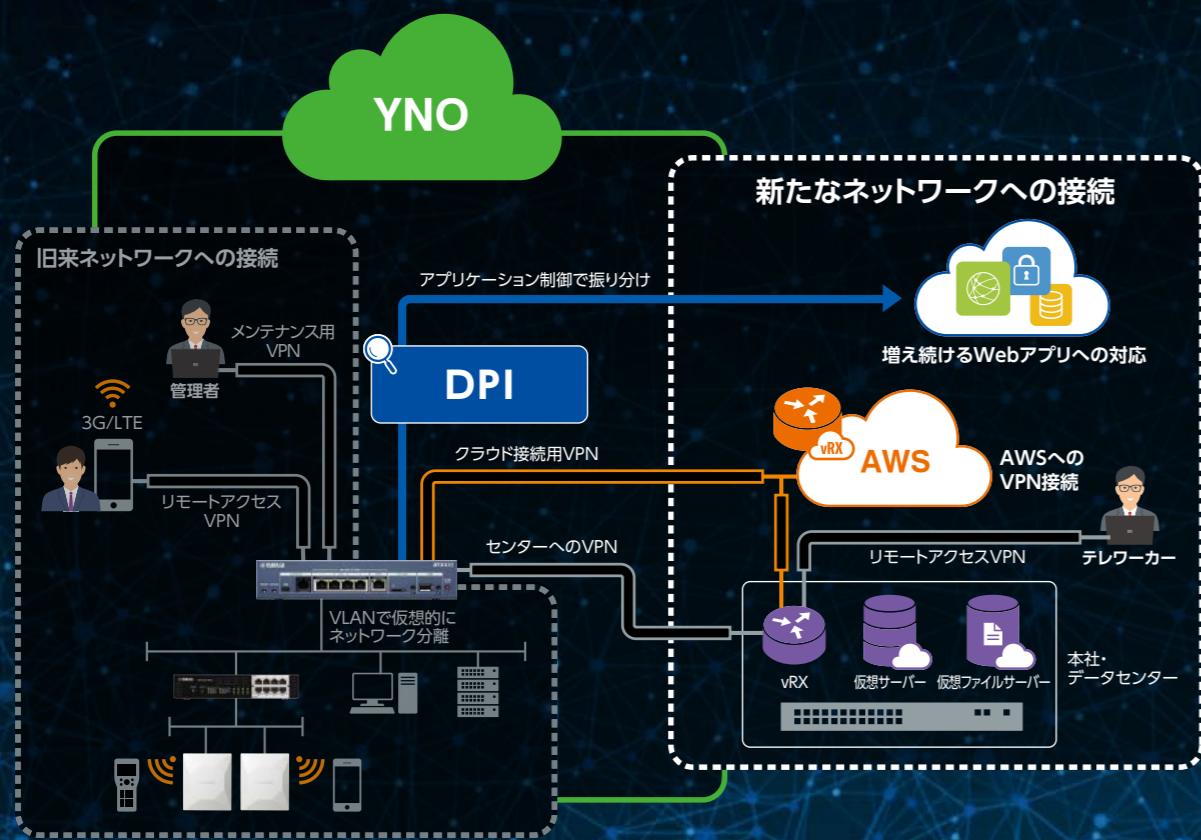 YNO
新たなネットワークへの接続
旧来ネットワークへの接続
アプリケーション制御で振り分け
メンテナンス用
VPN
管理者
DPI
増え続けるWebアプリへの対応
3G/LTE
クラウド接続用VPN
vRX
AWS
AWSへの
VPN接続
リモートアクセス
VPN
センターへのVPN
リモートアクセスVPN
テレワーカー
YAMAHA
VLANで仮想的に
ネットワーク分離
vRX
仮想サーバー
仮想ファイルサーバー
本社・
データセンター